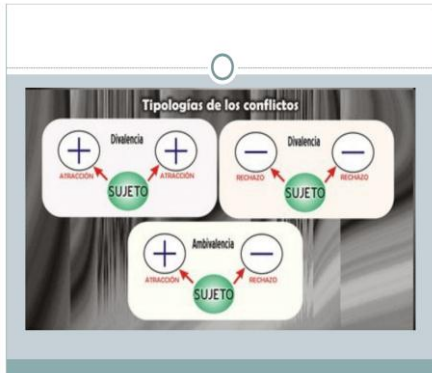 Tipologías de los conflictos
Divalencia
+ +
ATRACCIÓN ATRACCIÓN
SUJETO
Divalencia
− −
RECHAZO RECHAZO
SUJETO
Ambivalencia
+ −
ATRACCIÓN RECHAZO
SUJETO